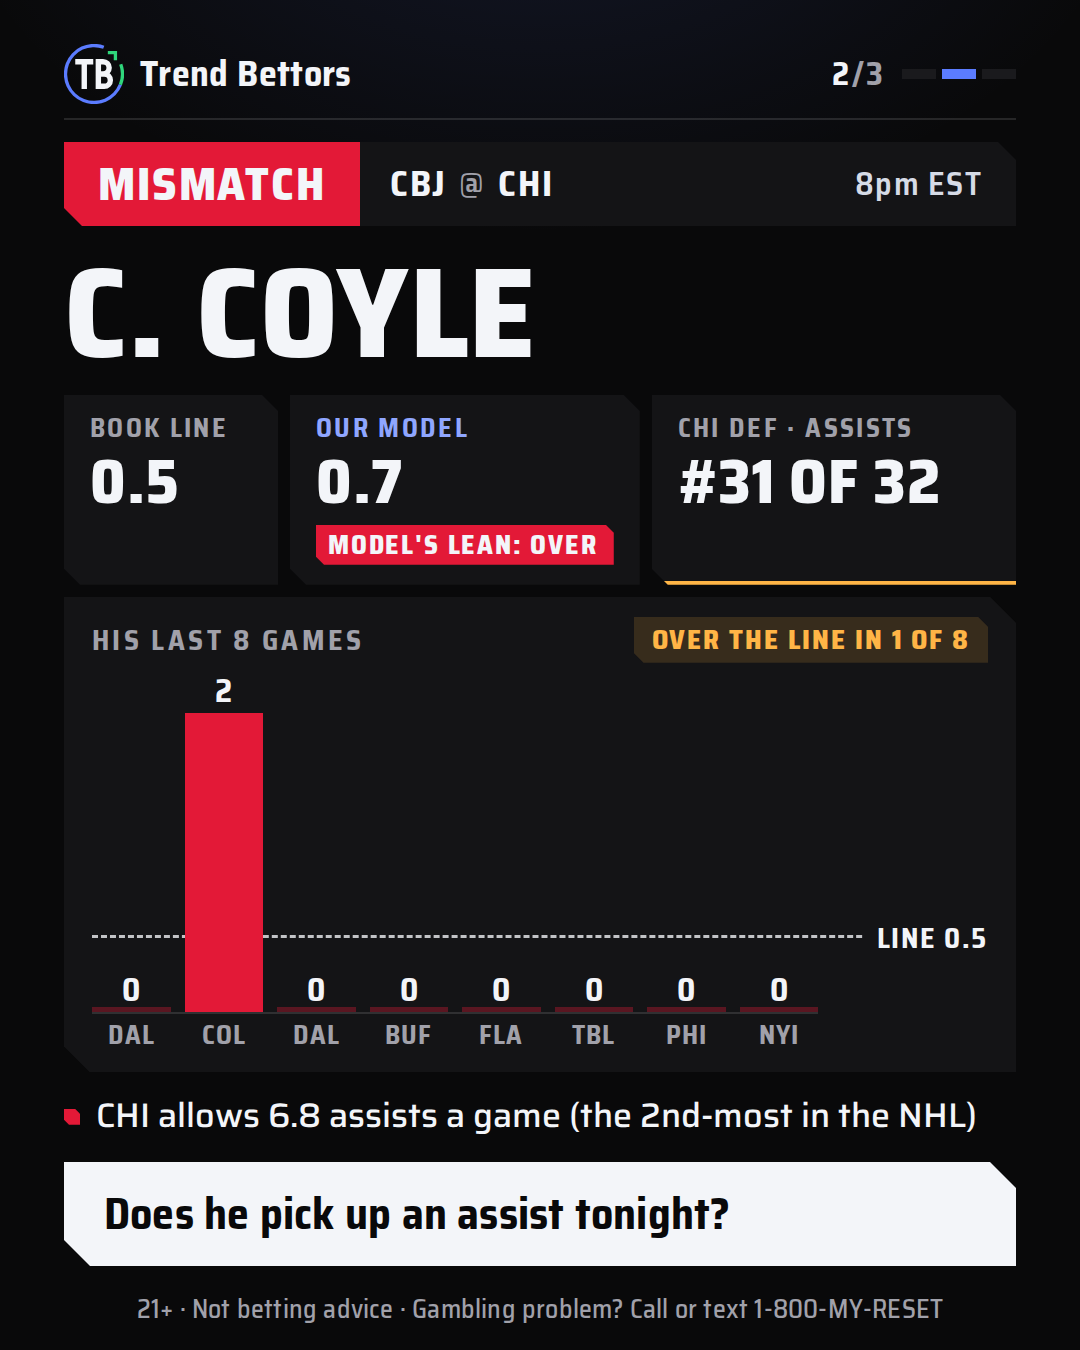 TB Trend Bettors
2/3
MISMATCH CBJ @ CHI 8pm EST
C. COYLE
BOOK LINE
0.5
OUR MODEL
0.7
MODEL'S LEAN: OVER
CHI DEF · ASSISTS
#31 OF 32
HIS LAST 8 GAMES
OVER THE LINE IN 1 OF 8
2
LINE 0.5
0 0 0 0 0 0 0
DAL COL DAL BUF FLA TBL PHI NYI
CHI allows 6.8 assists a game (the 2nd-most in the NHL)
Does he pick up an assist tonight?
21+ · Not betting advice · Gambling problem? Call or text 1-800-MY-RESET